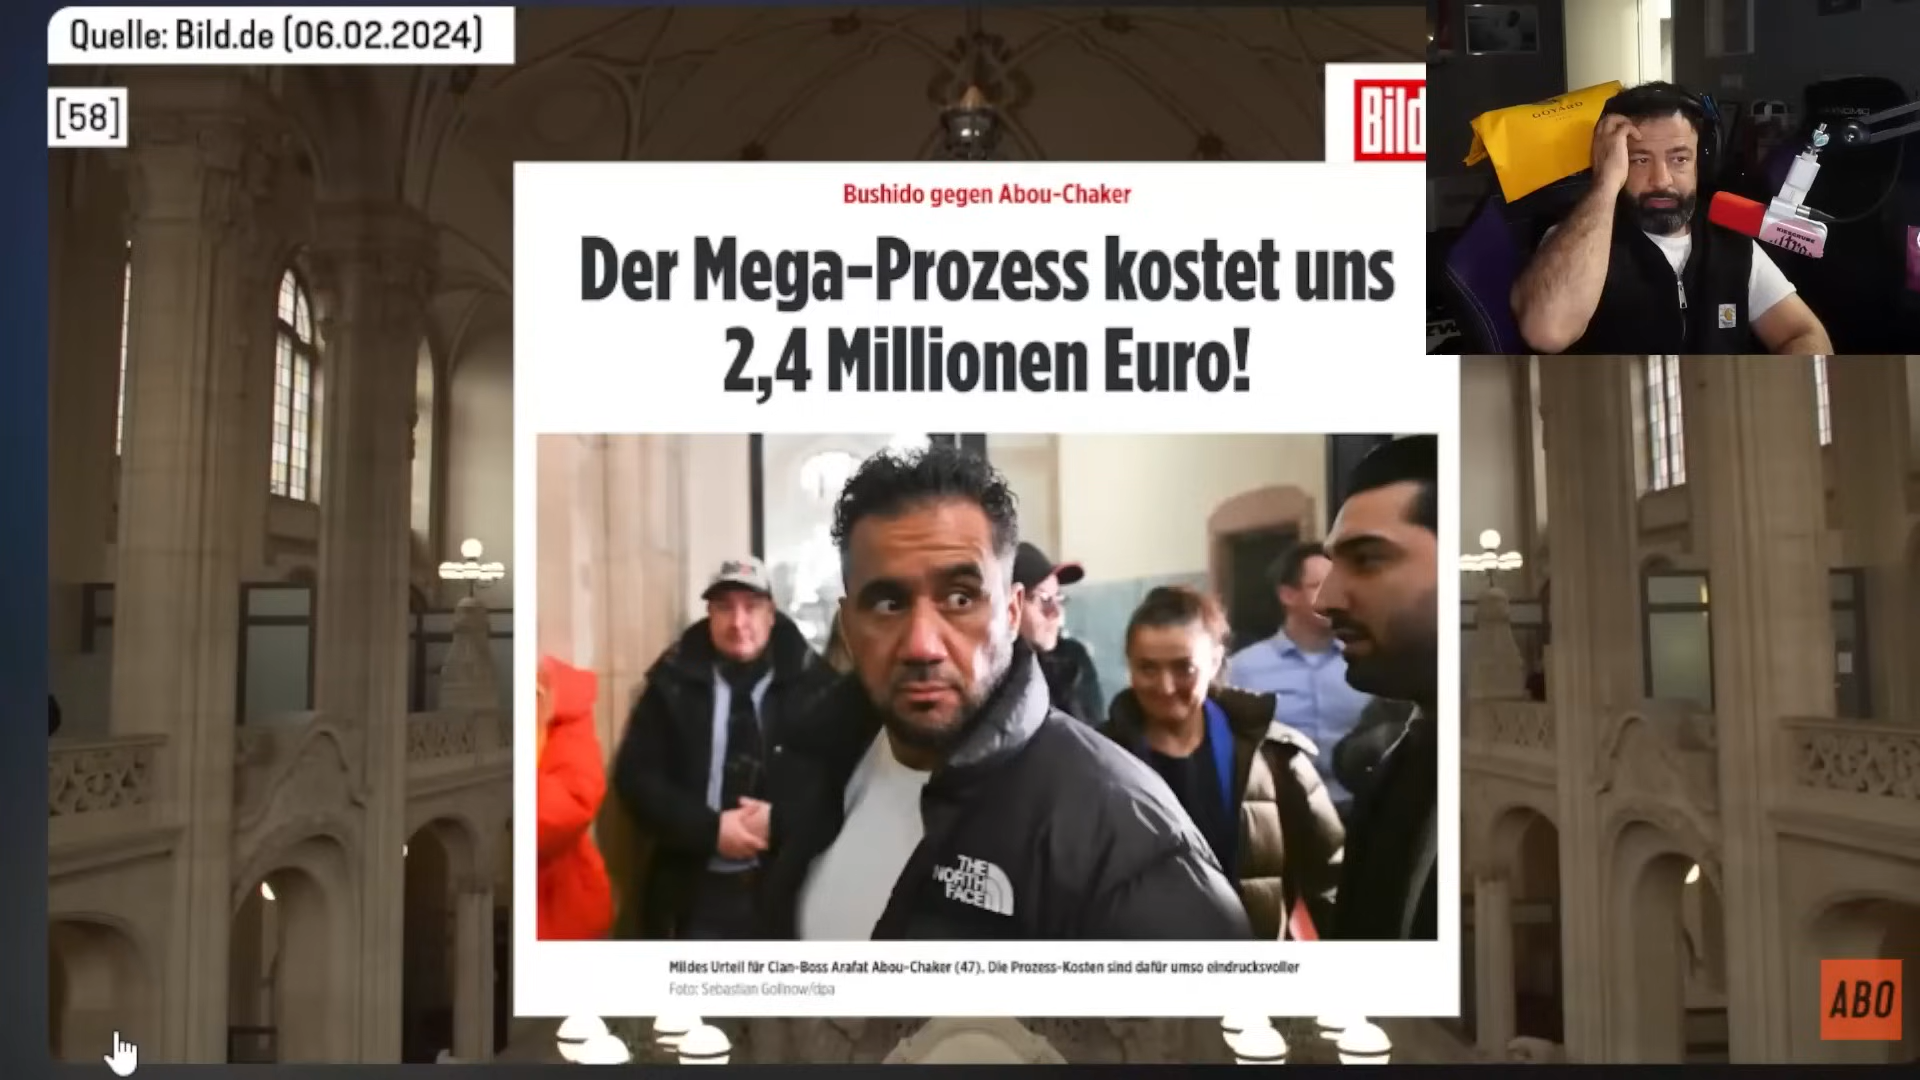 Quelle: Bild.de (06.02.2024)
[58]
Bild
GOYARD
Bushido gegen Abou-Chaker
Der Mega-Prozess kostet uns
2,4 Millionen Euro!
THE
NORTH
FACE
Mildes Urteil für Clan-Boss Arafat Abou-Chaker (47). Die Prozess-Kosten sind dafür umso eindrucksvoller
Foto: Sebastian Gollnow/dpa
ABO